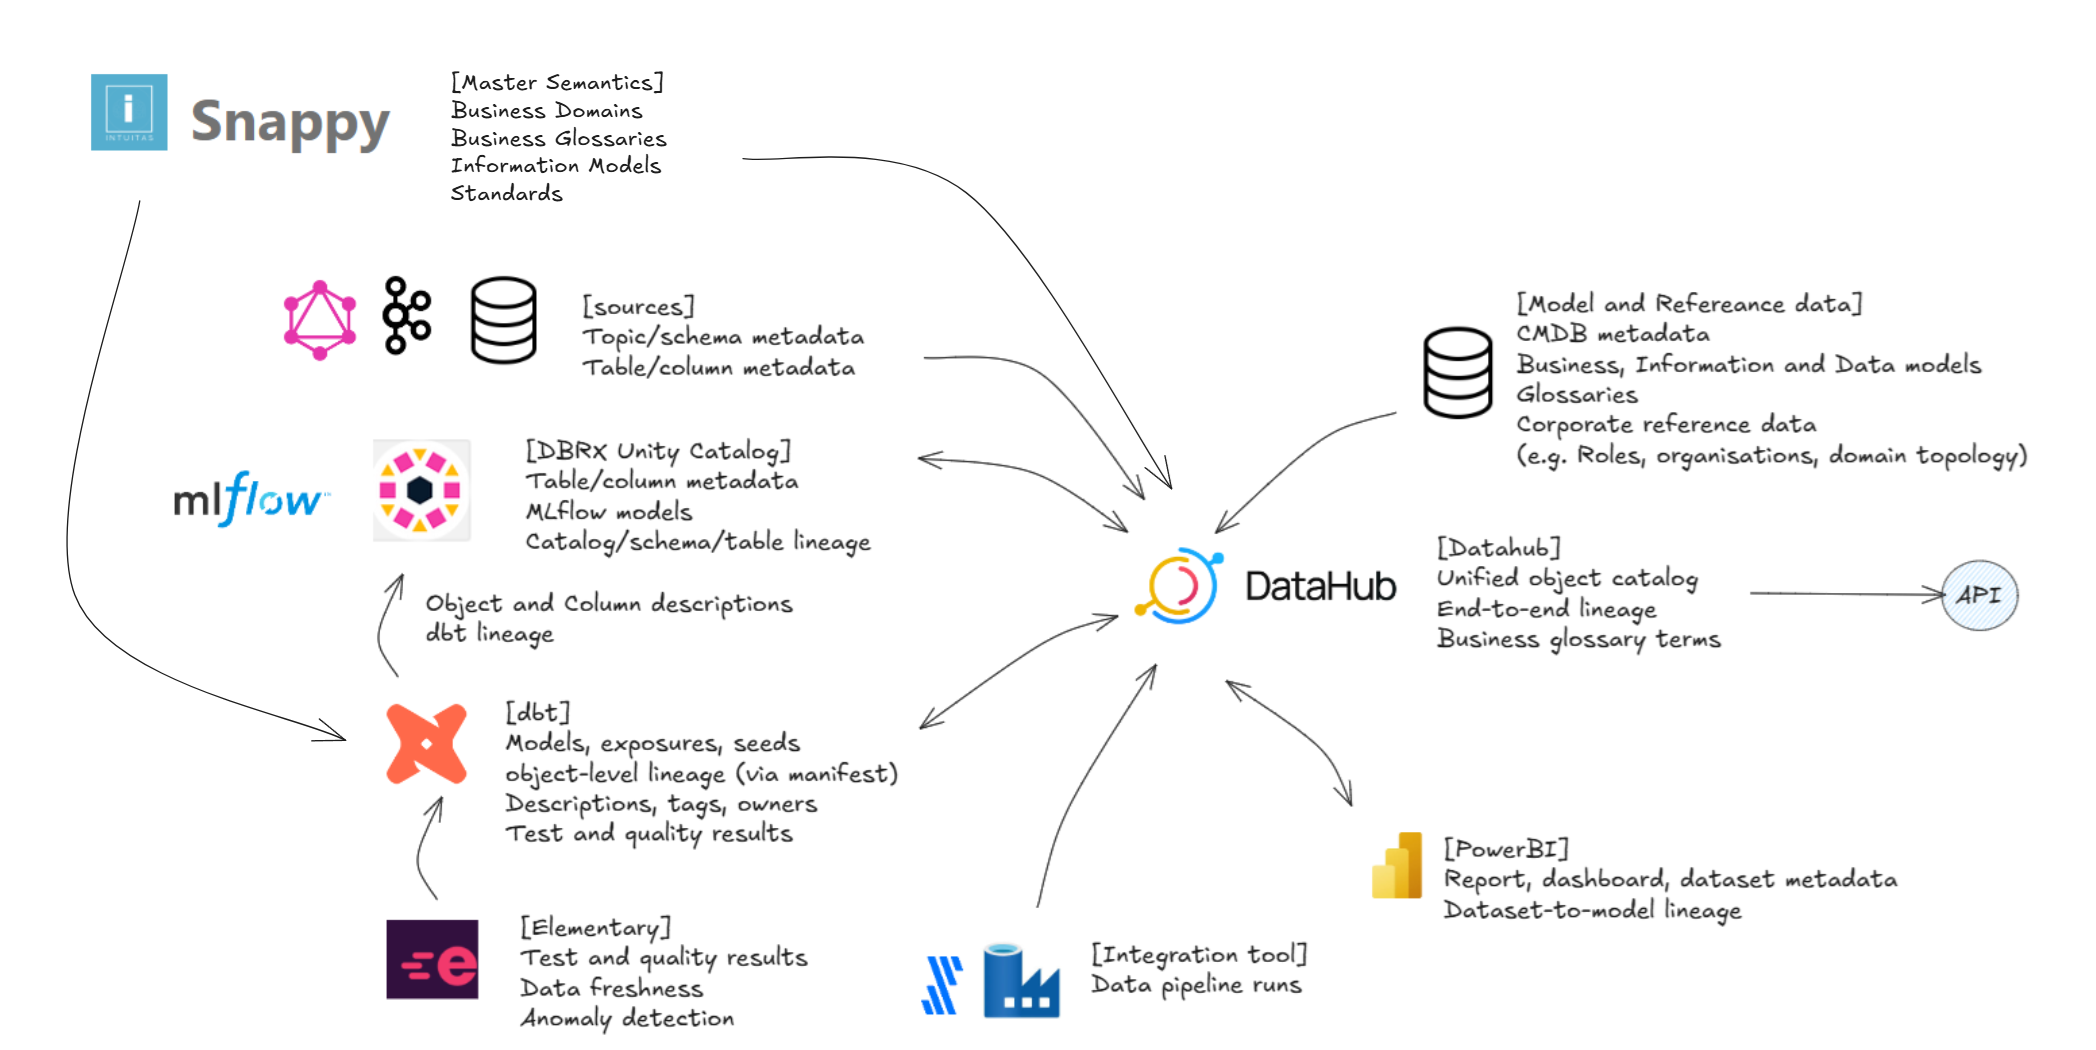 i
INTUITAS
Snappy
[Master Semantics]
Business Domains
Business Glossaries
Information Models
Standards
[sources]
Topic/schema metadata
Table/column metadata
[Model and Refereance data]
CMDB metadata
Business, Information and Data models
Glossaries
Corporate reference data
(e.g. Roles, organisations, domain topology)
mlflow™
[DBRX Unity Catalog]
Table/column metadata
MLflow models
Catalog/schema/table lineage
Object and Column descriptions
dbt lineage
DataHub
[Datahub]
Unified object catalog
End-to-end lineage
Business glossary terms
API
[dbt]
Models, exposures, seeds
object-level lineage (via manifest)
Descriptions, tags, owners
Test and quality results
[PowerBI]
Report, dashboard, dataset metadata
Dataset-to-model lineage
e
[Elementary]
Test and quality results
Data freshness
Anomaly detection
[Integration tool]
Data pipeline runs